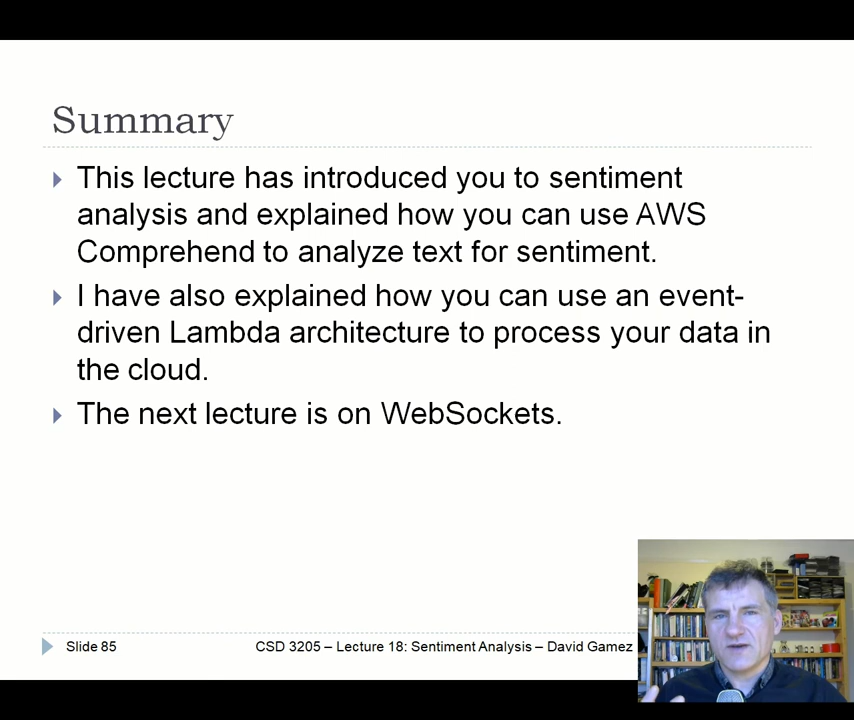 Summary
This lecture has introduced you to sentiment
analysis and explained how you can use AWS
Comprehend to analyze text for sentiment.
I have also explained how you can use an event-
driven Lambda architecture to process your data in
the cloud.
The next lecture is on WebSockets.
Slide 85
CSD 3205 – Lecture 18: Sentiment Analysis – David Gamez